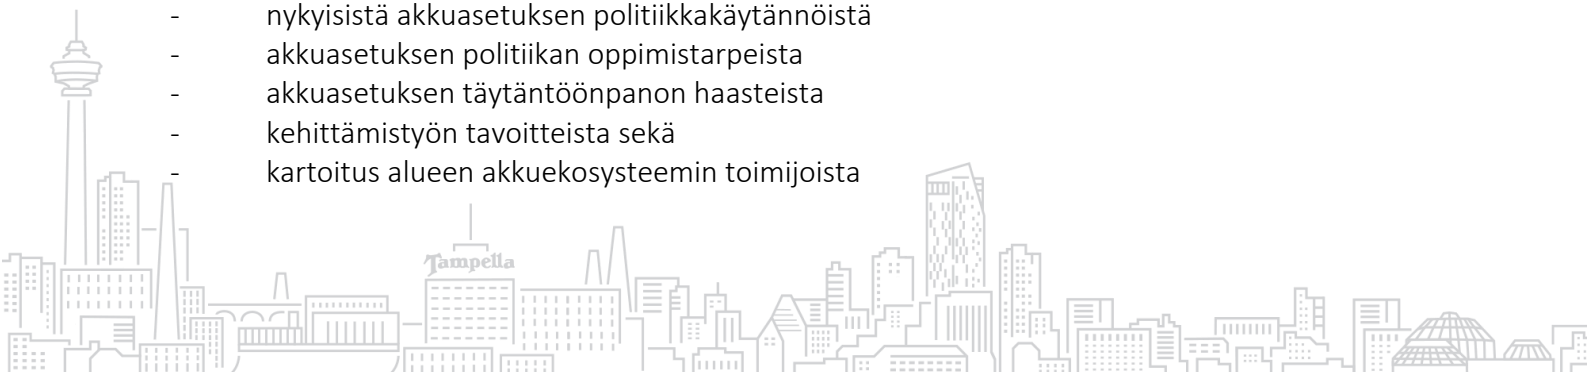 - nykyisistä akkuasetuksen politiikkakäytännöistä
- akkuasetuksen politiikan oppimistarpeista
- akkuasetuksen täytäntöönpanon haasteista
- kehittämistyön tavoitteista sekä
- kartoitus alueen akkuekosysteemin toimijoista
Tampella